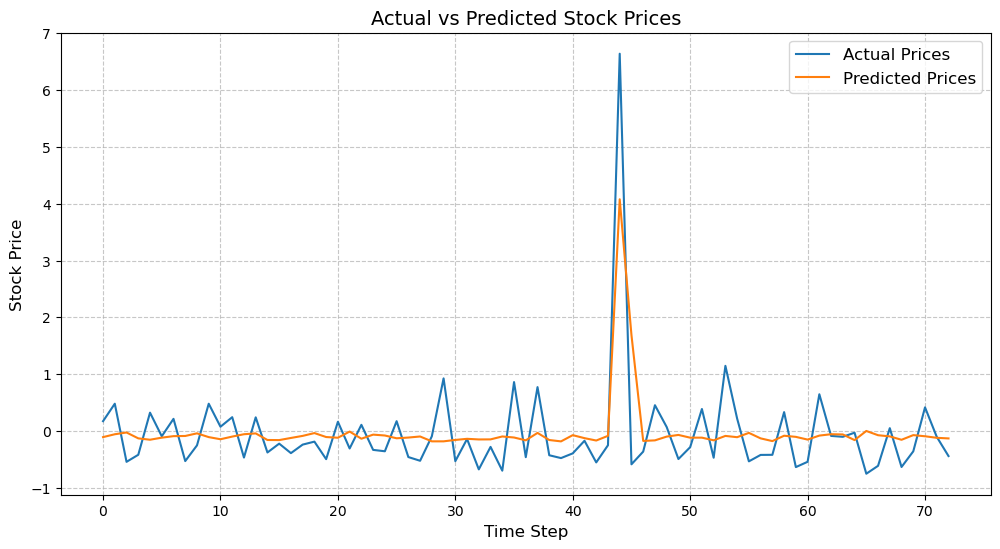 Actual vs Predicted Stock Prices
Actual Prices
Predicted Prices
Stock Price
7
6
5
4
3
2
1
0
−1
0 10 20 30 40 50 60 70
Time Step